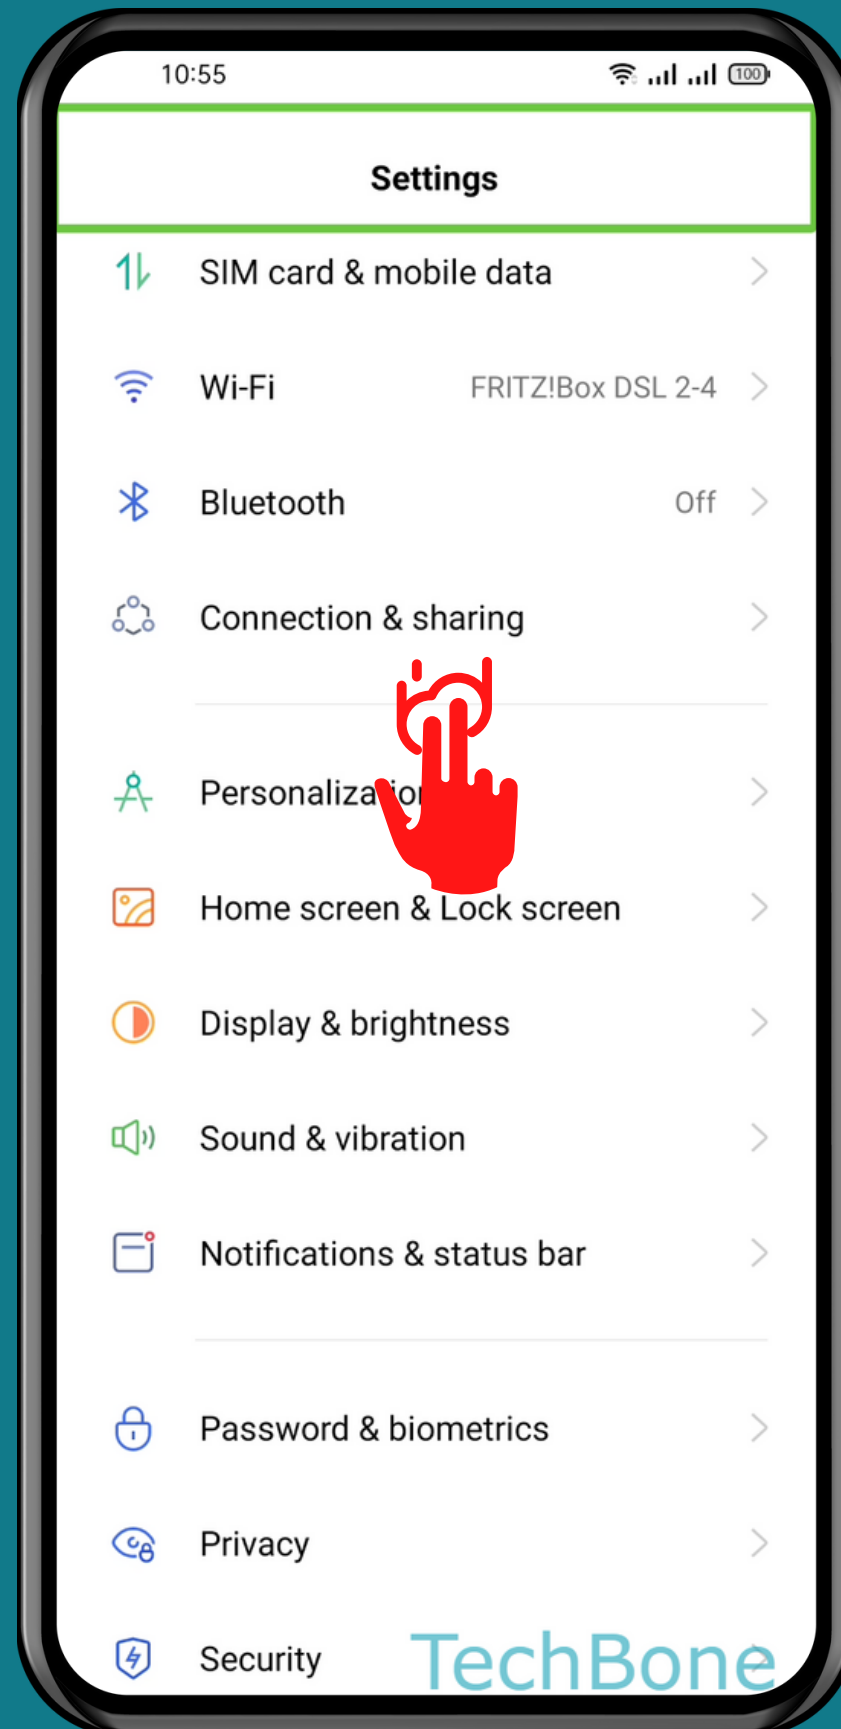 10:55 100
Settings
SIM card & mobile data
Wi-Fi FRITZ!Box DSL 2-4
Bluetooth Off
Connection & sharing
Home screen & Lock screen
Display & brightness
Sound & vibration
Notifications & status bar
Password & biometrics
Privacy
Security
TechBone